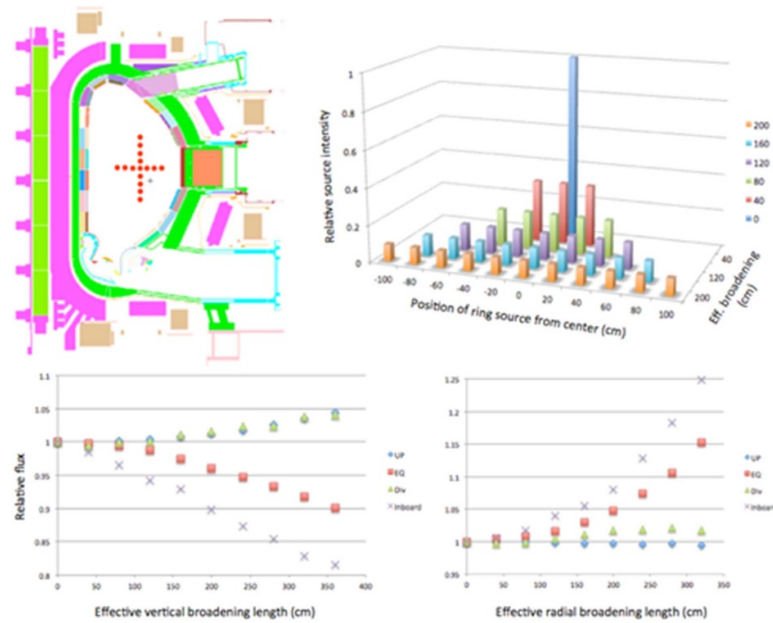 1
0.8
0.6
0.4
0.2
0
Relative source intensity
-100 -80 -60 -40 -20 0 20 40 60 80 100
Position of ring source from center (cm)
40
120
200
Eff. broadening
(cm)
200
160
120
80
40
0
1.1
1.05
1
0.95
0.9
0.85
0.8
Relative flux
0 50 100 150 200 250 300 350 400
Effective vertical broadening length (cm)
UP
EQ
Div
Inboard
1.25
1.2
1.15
1.1
1.05
1
0.95
0 50 100 150 200 250 300 350
Effective radial broadening length (cm)
UP
EQ
Div
Inboard